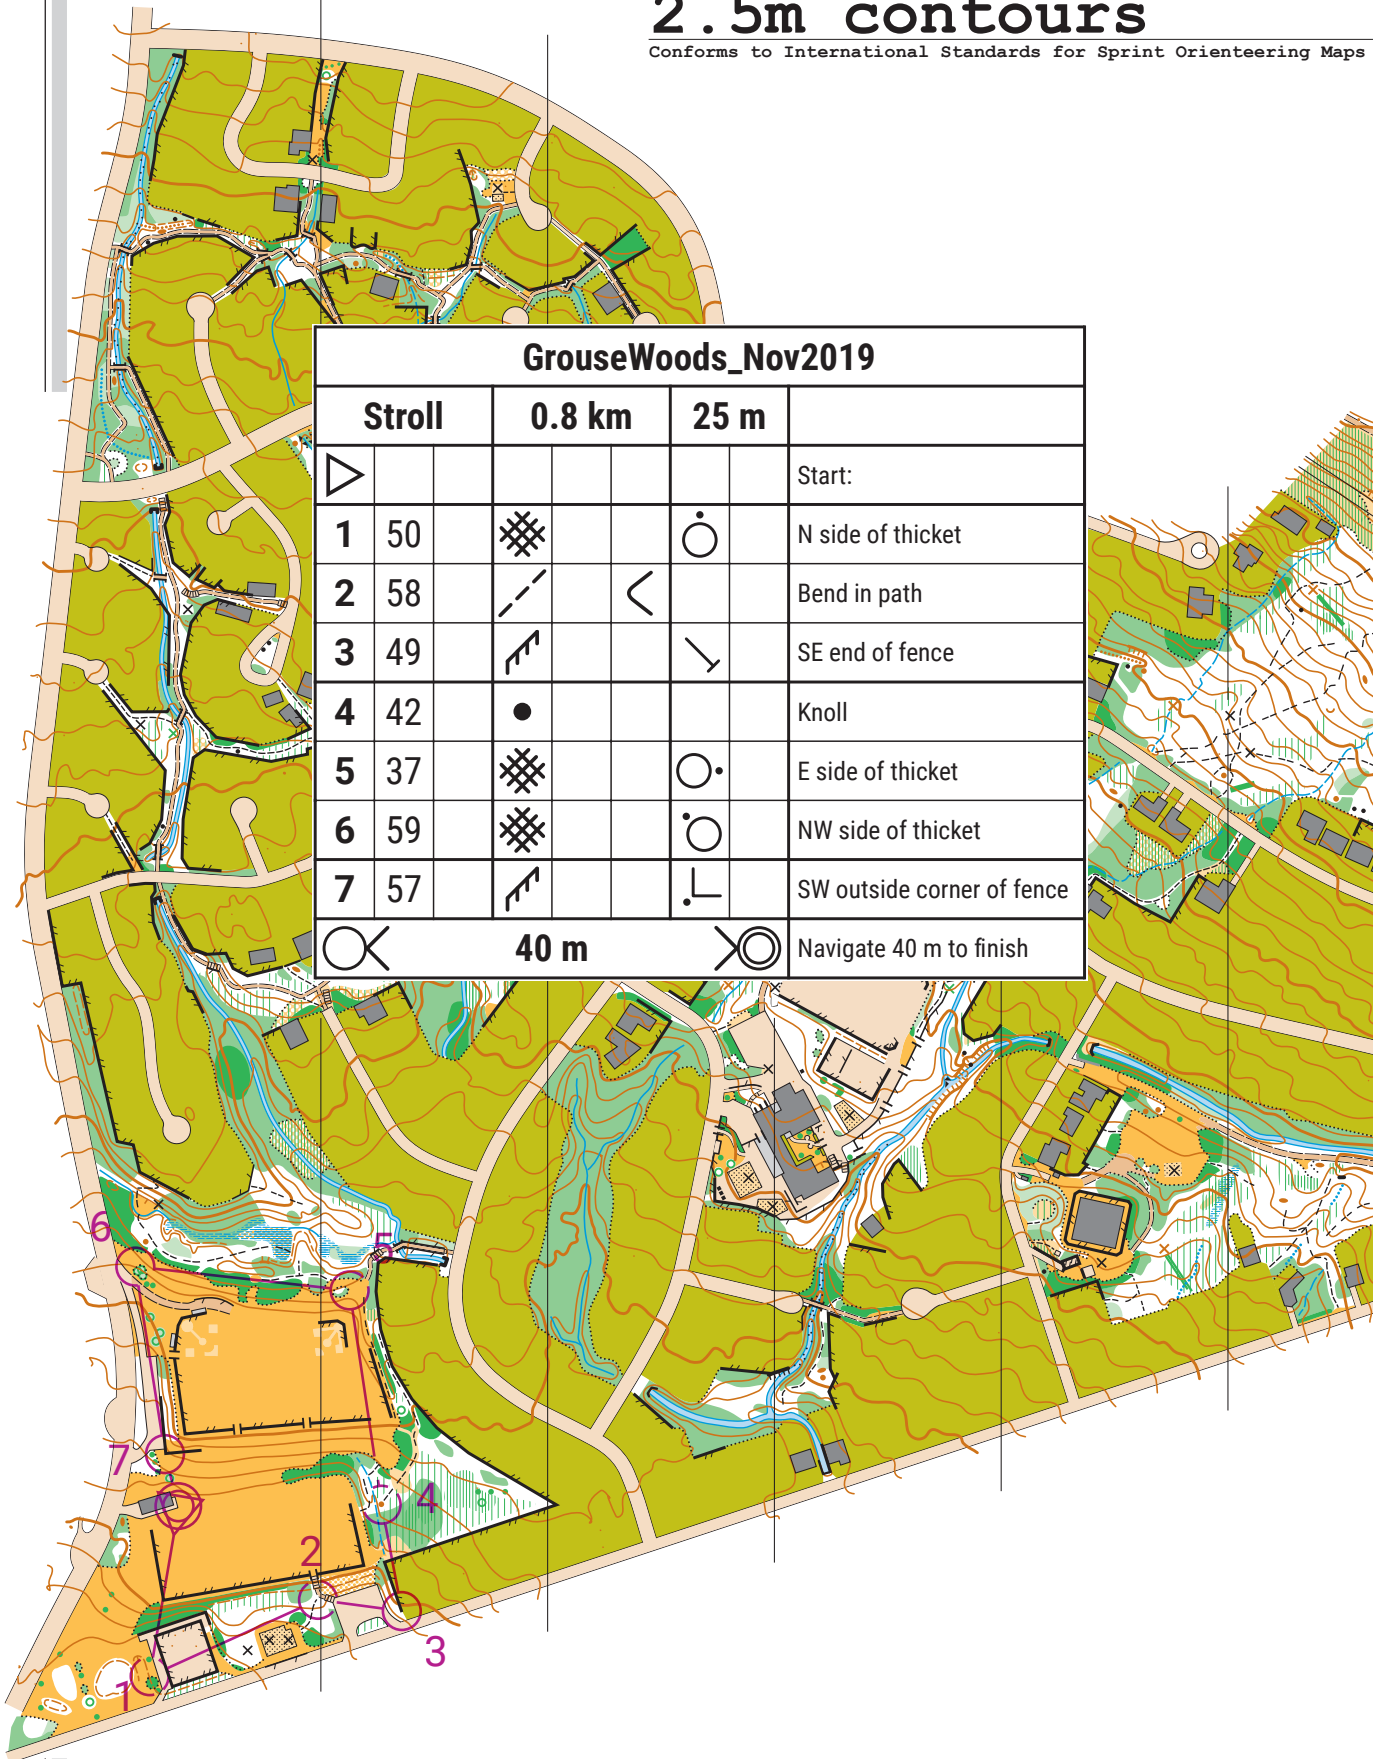 2.5m contours
Conforms to International Standards for Sprint Orienteering Maps
GrouseWoods_Nov2019
Stroll 0.8 km 25 m
Start:
1 50 N side of thicket
2 58 Bend in path
3 49 SE end of fence
4 42 Knoll
5 37 E side of thicket
6 59 NW side of thicket
7 57 SW outside corner of fence
40 m Navigate 40 m to finish
6
5
7
4
2
3
1